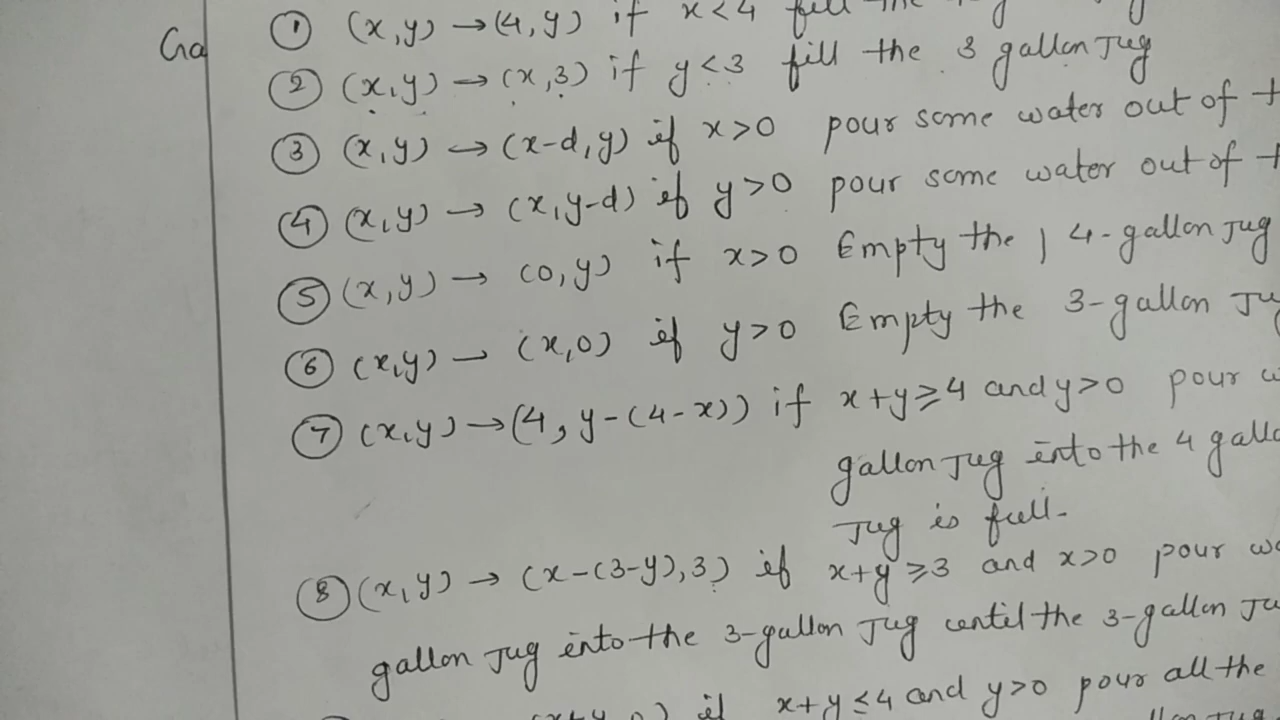 ① (x,y) → (4,y) if x<4 fill the
Ga
② (x,y) → (x,3) if y<3 fill the 3 gallon Jug
③ (x,y) → (x-d,y) if x>0 pour some water out of
④ (x,y) → (x,y-d) if y>0 pour some water out of
⑤ (x,y) → (0,y) if x>0 Empty the 4-gallon Jug
⑥ (x,y) → (x,0) if y>0 Empty the 3-gallon
⑦ (x,y) → (4, y-(4-x)) if x+y≥4 and y>0 pour
gallon Jug into the 4
Jug is full.
⑧ (x,y) → (x-(3-y),3) if x+y≥3 and x>0 pour
gallon Jug into the 3-gallon Jug until the 3-gallon
if x+y≤4 and y>0 pour all the